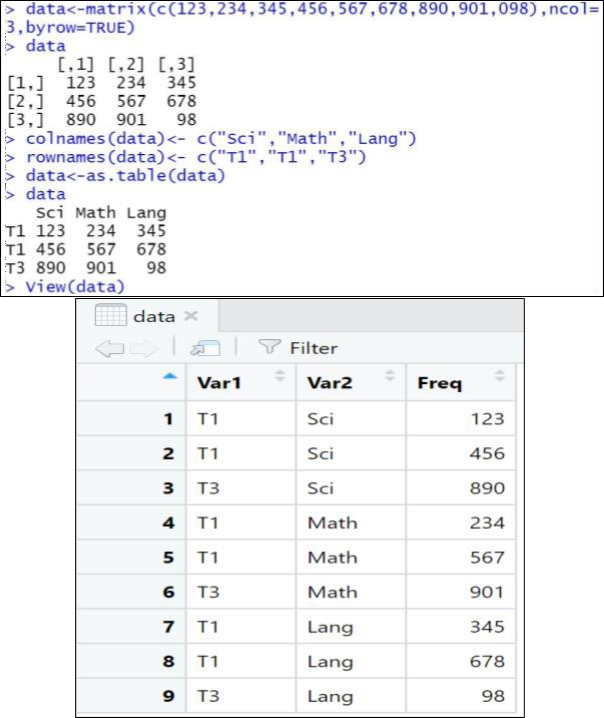 > data<-matrix(c(123,234,345,456,567,678,890,901,098),ncol=
3,byrow=TRUE)
> data
[,1] [,2] [,3]
[1,] 123 234 345
[2,] 456 567 678
[3,] 890 901 98
> colnames(data)<- c("Sci","Math","Lang")
> rownames(data)<- c("T1","T1","T3")
> data<-as.table(data)
> data
Sci Math Lang
T1 123 234 345
T1 456 567 678
T3 890 901 98
> View(data)
data
Filter
Var1 Var2 Freq
1 T1 Sci 123
2 T1 Sci 456
3 T3 Sci 890
4 T1 Math 234
5 T1 Math 567
6 T3 Math 901
7 T1 Lang 345
8 T1 Lang 678
9 T3 Lang 98